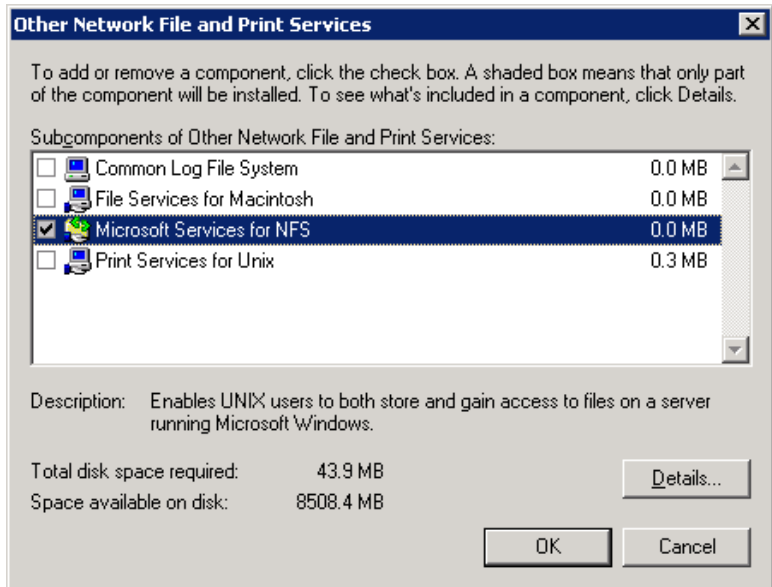 Other Network File and Print Services
To add or remove a component, click the check box. A shaded box means that only part
of the component will be installed. To see what's included in a component, click Details.
Subcomponents of Other Network File and Print Services:
Common Log File System 0.0 MB
File Services for Macintosh 0.0 MB
Microsoft Services for NFS 0.0 MB
Print Services for Unix 0.3 MB
Description: Enables UNIX users to both store and gain access to files on a server
running Microsoft Windows.
Total disk space required: 43.9 MB
Space available on disk: 8508.4 MB
Details...
OK Cancel